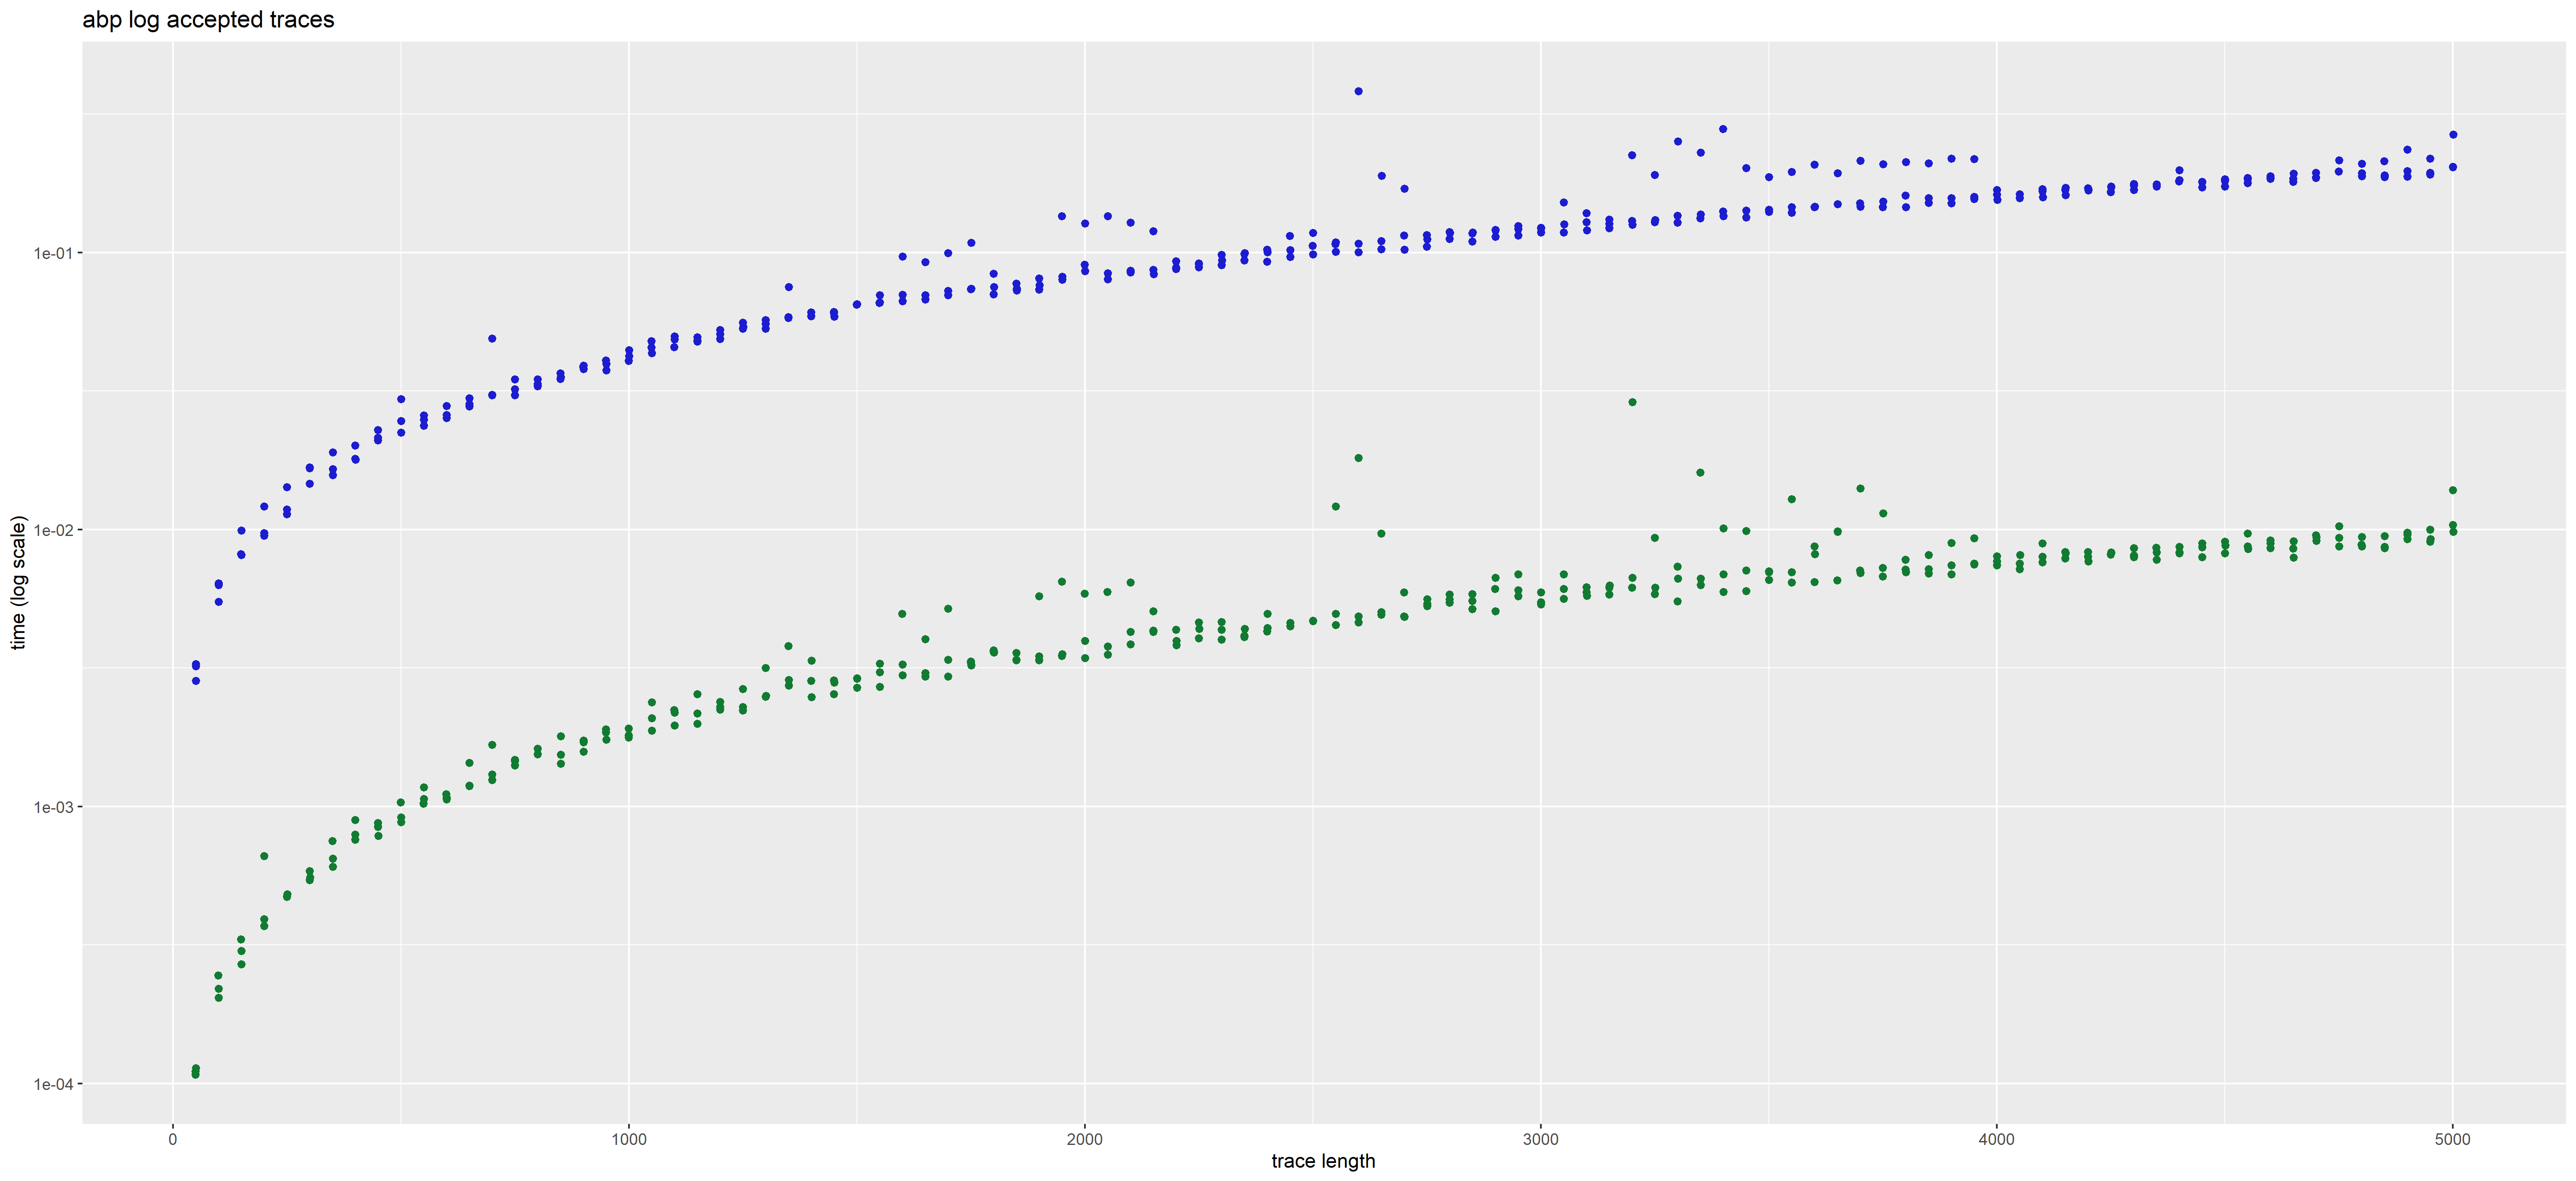 abp log accepted traces
time (log scale)
1e-01
1e-02
1e-03
1e-04
0 1000 2000 3000 4000 5000
trace length